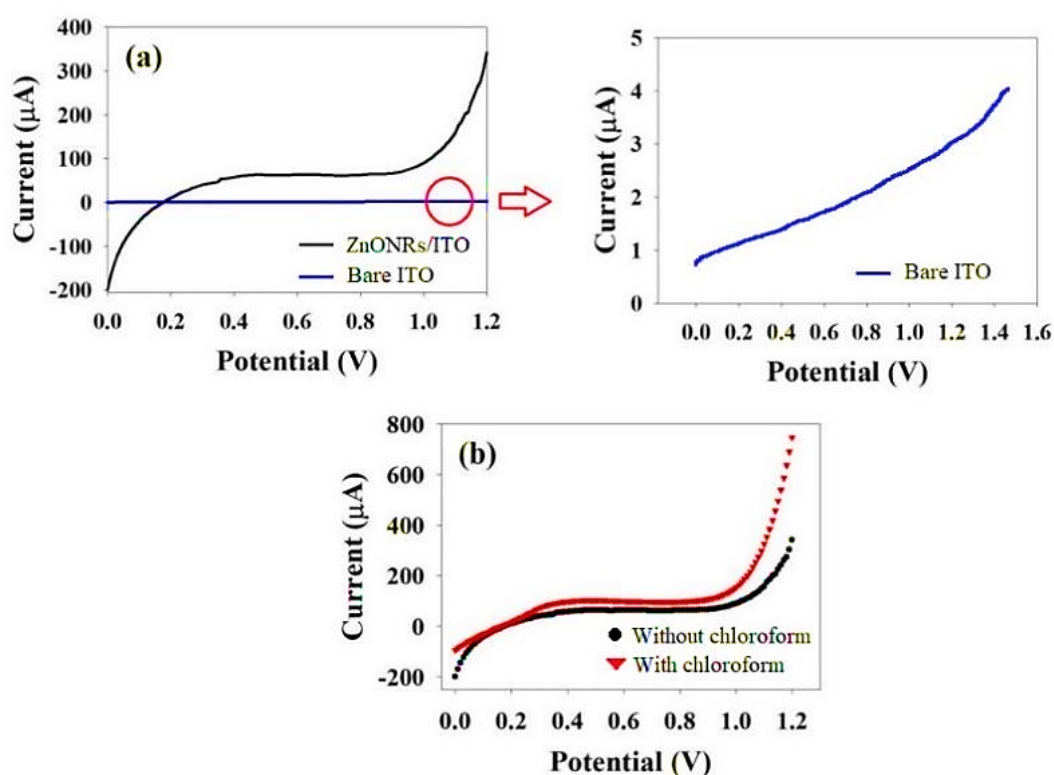 (a)
Current (µA)
400
300
200
100
0
-100
-200
ZnONRs/ITO
Bare ITO
0.0 0.2 0.4 0.6 0.8 1.0 1.2
Potential (V)
Current (µA)
5
4
3
2
1
0
Bare ITO
0.0 0.2 0.4 0.6 0.8 1.0 1.2 1.4 1.6
Potential (V)
(b)
Current (µA)
800
600
400
200
0
-200
Without chloroform
With chloroform
0.0 0.2 0.4 0.6 0.8 1.0 1.2
Potential (V)